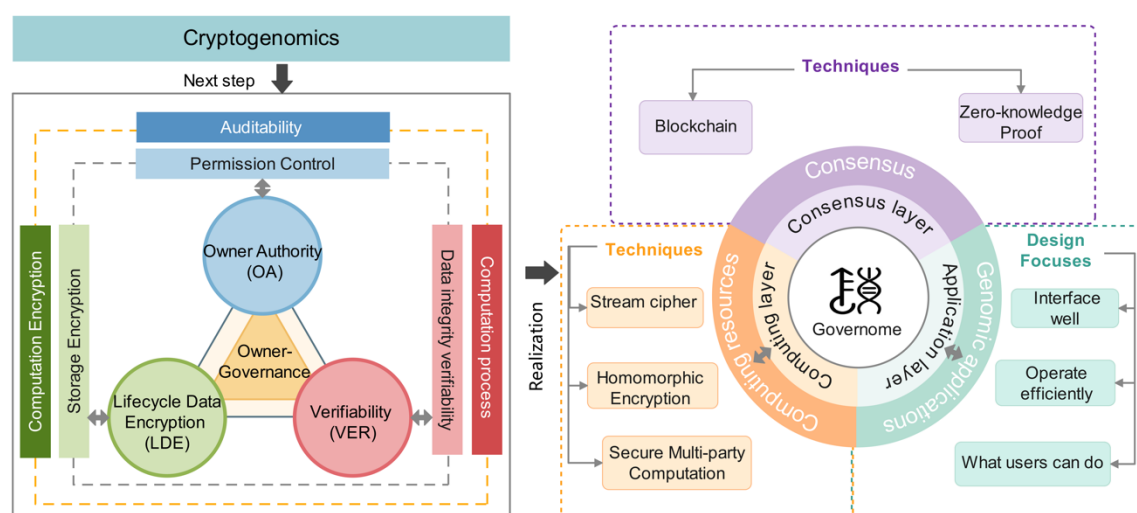 Cryptogenomics
Next step
Auditability
Permission Control
Owner Authority
(OA)
Computation Encryption
Storage Encryption
Owner-
Governance
Lifecycle Data
Encryption
(LDE)
Verifiability
(VER)
Data integrity verifiability
Computation process
Realization
Techniques
Blockchain
Zero-knowledge
Proof
Consensus
Consensus layer
Computing resources
Computing layer
Genomic applications
Application layer
Governome
Techniques
Stream cipher
Homomorphic
Encryption
Secure Multi-party
Computation
Design
Focuses
Interface
well
Operate
efficiently
What users can do